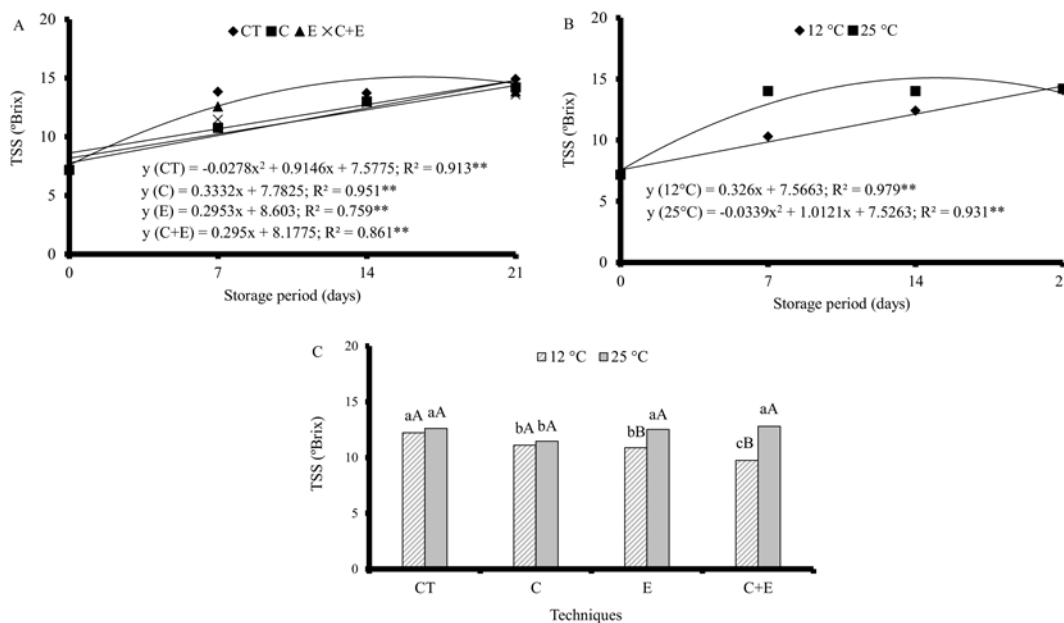 A
CT C E C+E
20
15
10
5
0
TSS (ºBrix)
y (CT) = -0.0278x² + 0.9146x + 7.5775; R² = 0.913**
y (C) = 0.3332x + 7.7825; R² = 0.951**
y (E) = 0.2953x + 8.603; R² = 0.759**
y (C+E) = 0.295x + 8.1775; R² = 0.861**
0 7 14 21
Storage period (days)
B
12 °C 25 °C
20
15
10
5
0
TSS (ºBrix)
y (12°C) = 0.326x + 7.5663; R² = 0.979**
y (25°C) = -0.0339x² + 1.0121x + 7.5263; R² = 0.931**
0 7 14 2
Storage period (days)
C
12 °C 25 °C
20
15
10
5
0
TSS (ºBrix)
aA aA bA bA bB aA cB aA
CT C E C+E
Techniques